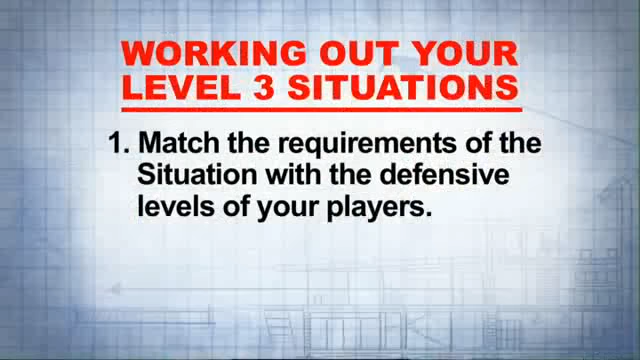 WORKING OUT YOUR
LEVEL 3 SITUATIONS
1. Match the requirements of the
Situation with the defensive
levels of your players.